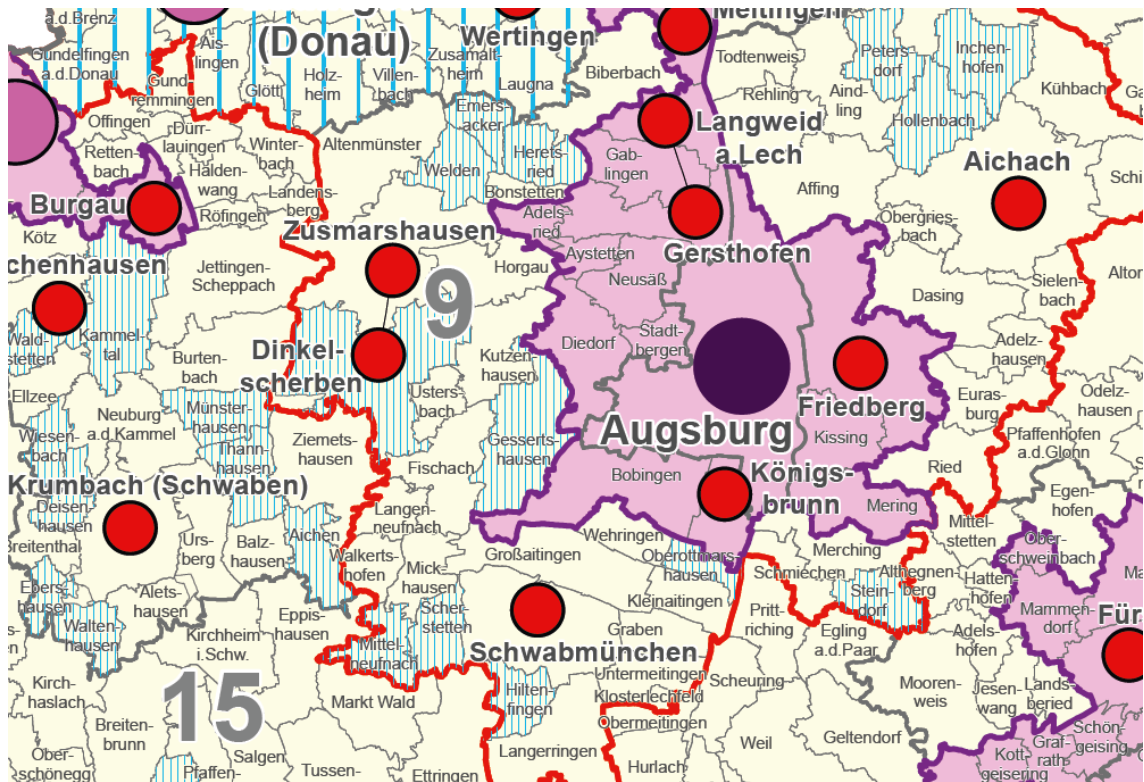 a.d.Brenz
Gundelfingen
a.d.Donau
Ais-
lingen
(Donau)
Wertingen
Meitingen
Zusamalt-
heim
Villen-
bach
Holz-
heim
Glött
Laugna
Gund-
remmingen
Offingen
Biberbach
Todtenweis
Rehling
Aind-
ling
Peters-
dorf
Inchen-
hofen
Kühbach
Hollenbach
Emers-
acker
Dürr-
lauingen
Retten-
bach
Halden-
wang
Winter-
bach
Altenmünster
Welden
Herets-
ried
Bonstetten
Gab-
lingen
Langweid
a.Lech
Aichach
Affing
Burgau
Röfingen
Landens-
berg
Kötz
Zusmarshausen
Adels-
ried
Obergries-
bach
Gersthofen
Aystetten
Horgau
Neusäß
Jettingen-
Scheppach
9
Sielen-
bach
Dasing
Kammel-
tal
Wald-
stetten
Burten-
bach
Dinkel-
scherben
Kutzen-
hausen
Diedorf
Stadt-
bergen
Adelz-
hausen
Ellzee
Münster-
hausen
Neuburg
a.d.Kammel
Usters-
bach
Friedberg
Euras-
burg
Odelz-
hausen
Wiesen-
bach
Thann-
hausen
Ziemets-
hausen
Gesserts-
hausen
Augsburg
Kissing
Pfaffenhofen
a.d.Glonn
Fischach
Bobingen
Königs-
brunn
Ried
Krumbach (Schwaben)
Deisen-
hausen
Mering
Egen-
hofen
Breitenthal
Urs-
berg
Balz-
hausen
Aichen
Langen-
neufnach
Wehringen
Mittel-
stetten
Großaitingen
Oberottmars-
hausen
Merching
Ober-
schweinbach
Walkerts-
hofen
Mick-
hausen
Schmiechen
Althegnen-
berg
Hatten-
hofen
Ebers-
hausen
Alets-
hausen
Kleinaitingen
Stein-
dorf
Scher-
stetten
Pritt-
riching
Mammen-
dorf
Für
Walten-
hausen
Eppis-
hausen
Kirchheim
i.Schw.
Graben
Egling
a.d.Paar
Adels-
hofen
Mittel-
neufnach
Schwabmünchen
Untermeitingen
Klosterlechfeld
Scheuring
Kirch-
haslach
15
Markt Wald
Hilten-
fingen
Obermeitingen
Mooren-
weis
Jesen-
wang
Lands-
beried
Breiten-
brunn
Langerringen
Weil
Geltendorf
Schön-
geising
Graf-
rath
Kott-
geisering
Ober-
schönegg
Salgen
Pfaffen-
Tussen-
Ettringen
Hurlach